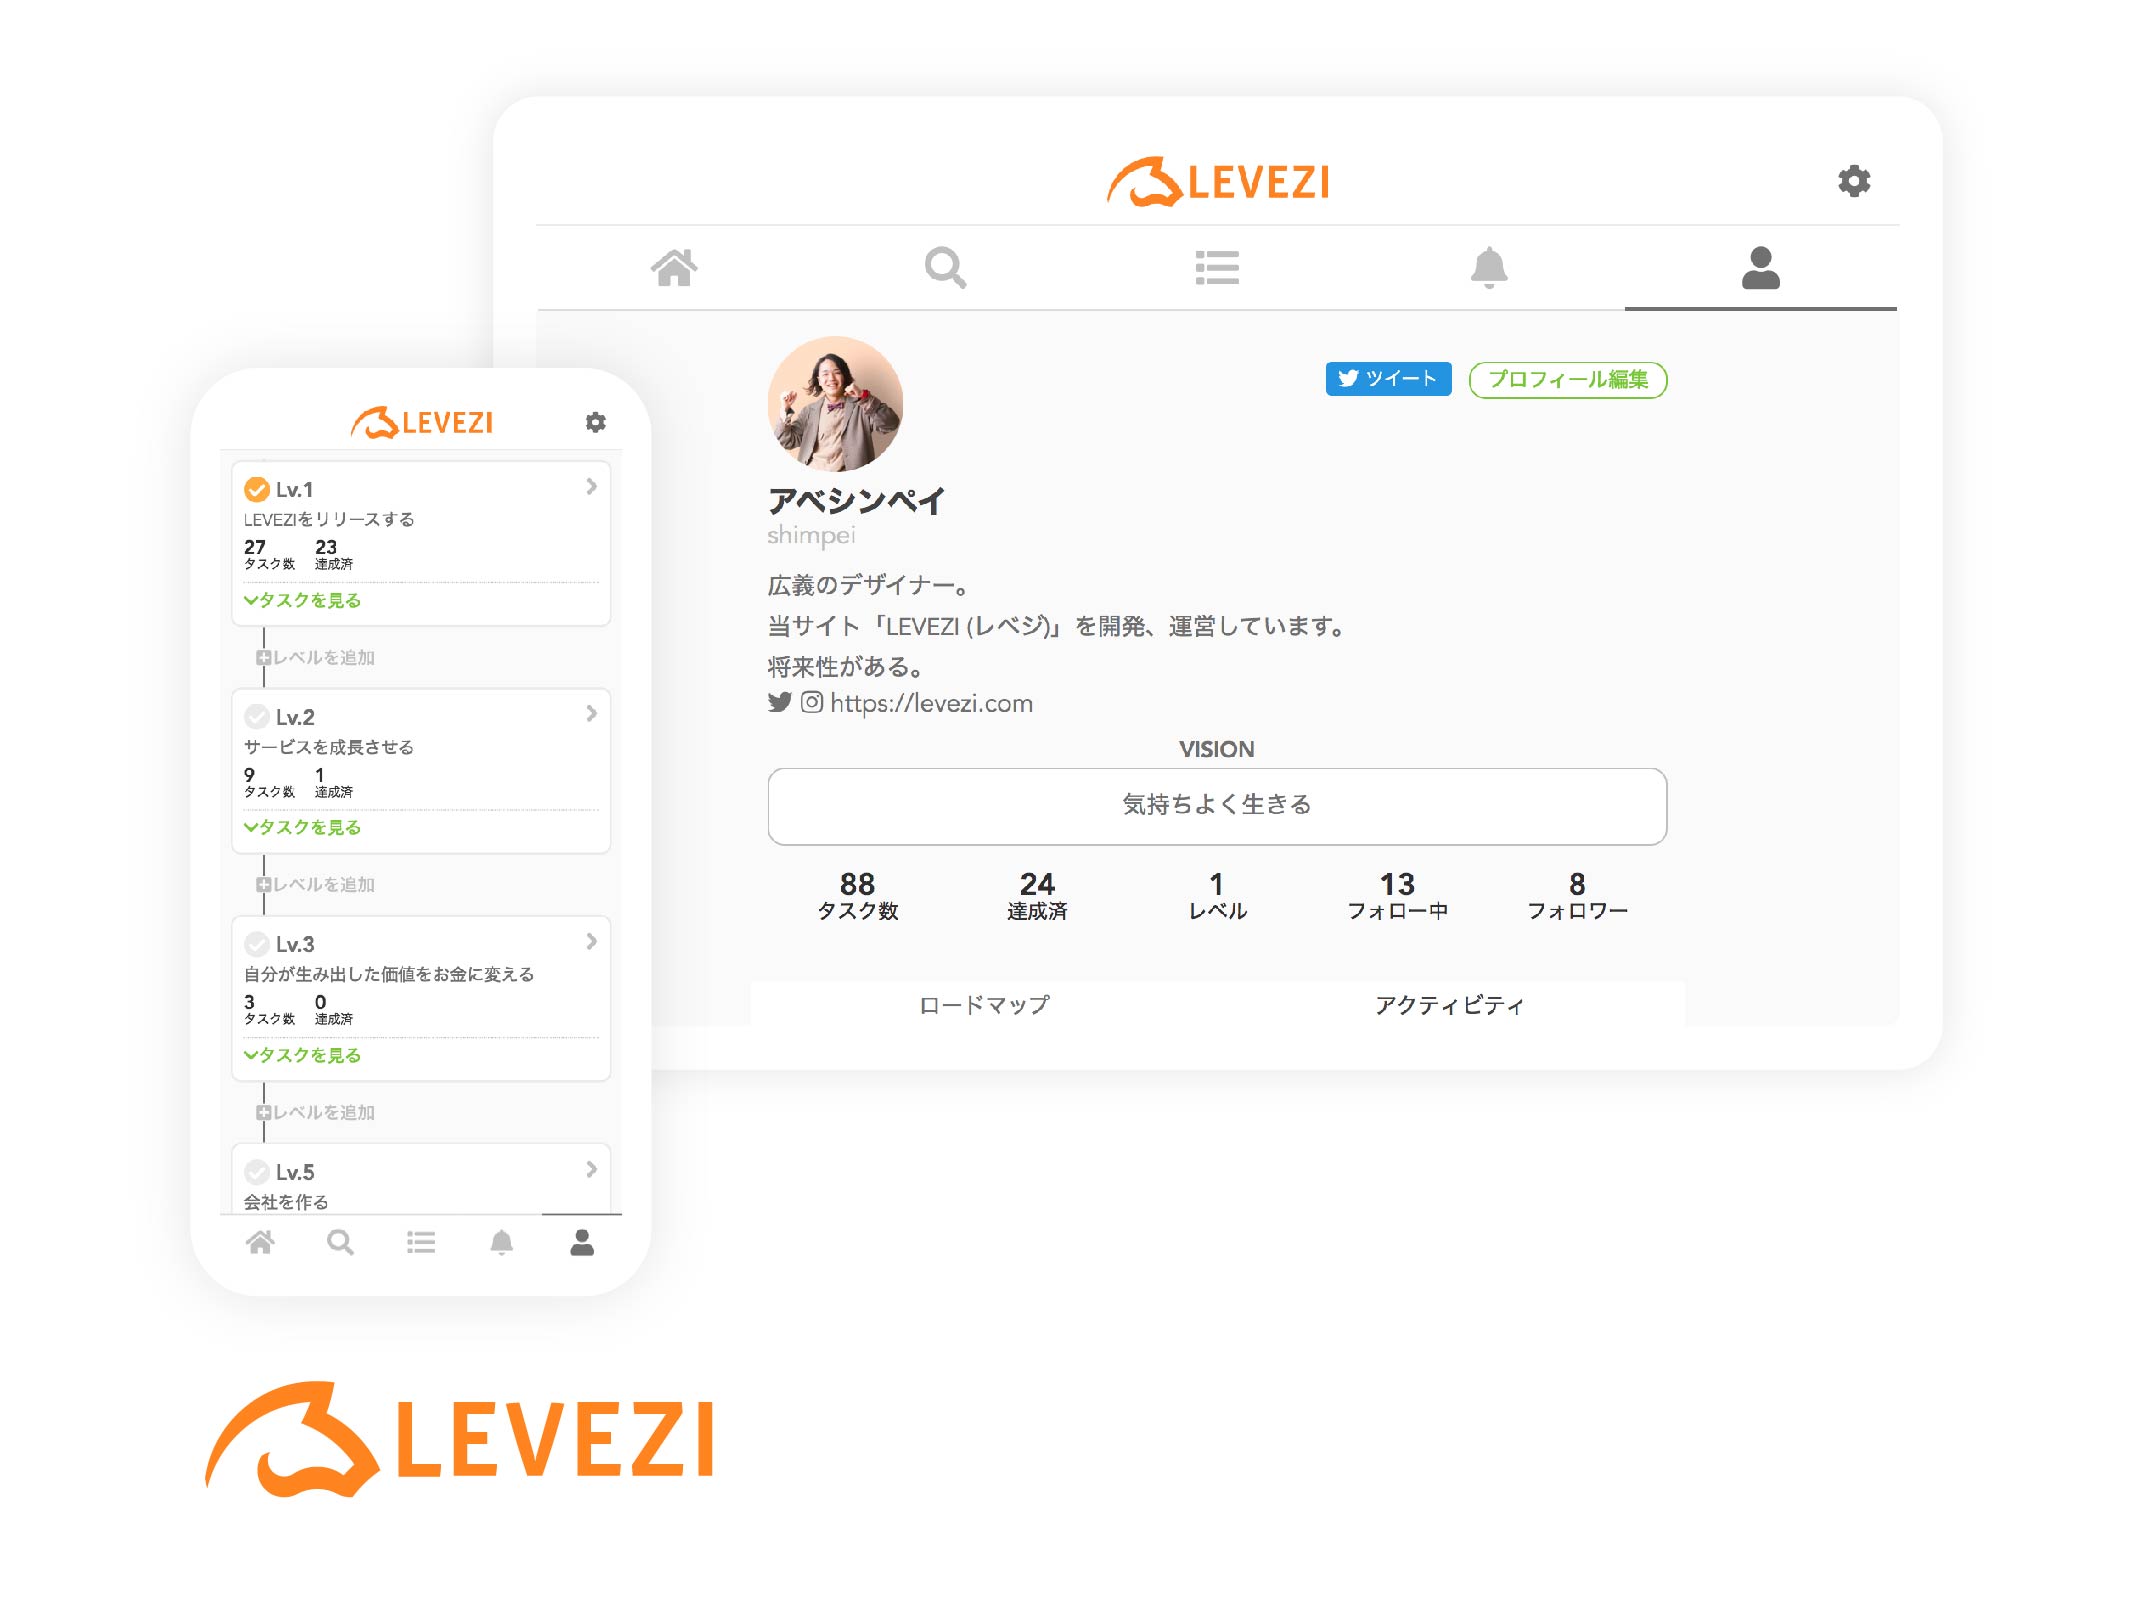 LEVEZI
ツイート
プロフィール編集
アベシンペイ
shimpei
広義のデザイナー。
当サイト「LEVEZI (レベジ)」を開発、運営しています。
将来性がある。
https://levezi.com
VISION
気持ちよく生きる
88 24 1 13 8
タスク数 達成済 レベル フォロー中 フォロワー
ロードマップ アクティビティ
LEVEZI
Lv.1
LEVEZIをリリースする
27 23
タスク数 達成済
タスクを見る
レベルを追加
Lv.2
サービスを成長させる
9 1
タスク数 達成済
タスクを見る
レベルを追加
Lv.3
自分が生み出した価値をお金に変える
3 0
タスク数 達成済
タスクを見る
レベルを追加
Lv.5
会社を作る
LEVEZI